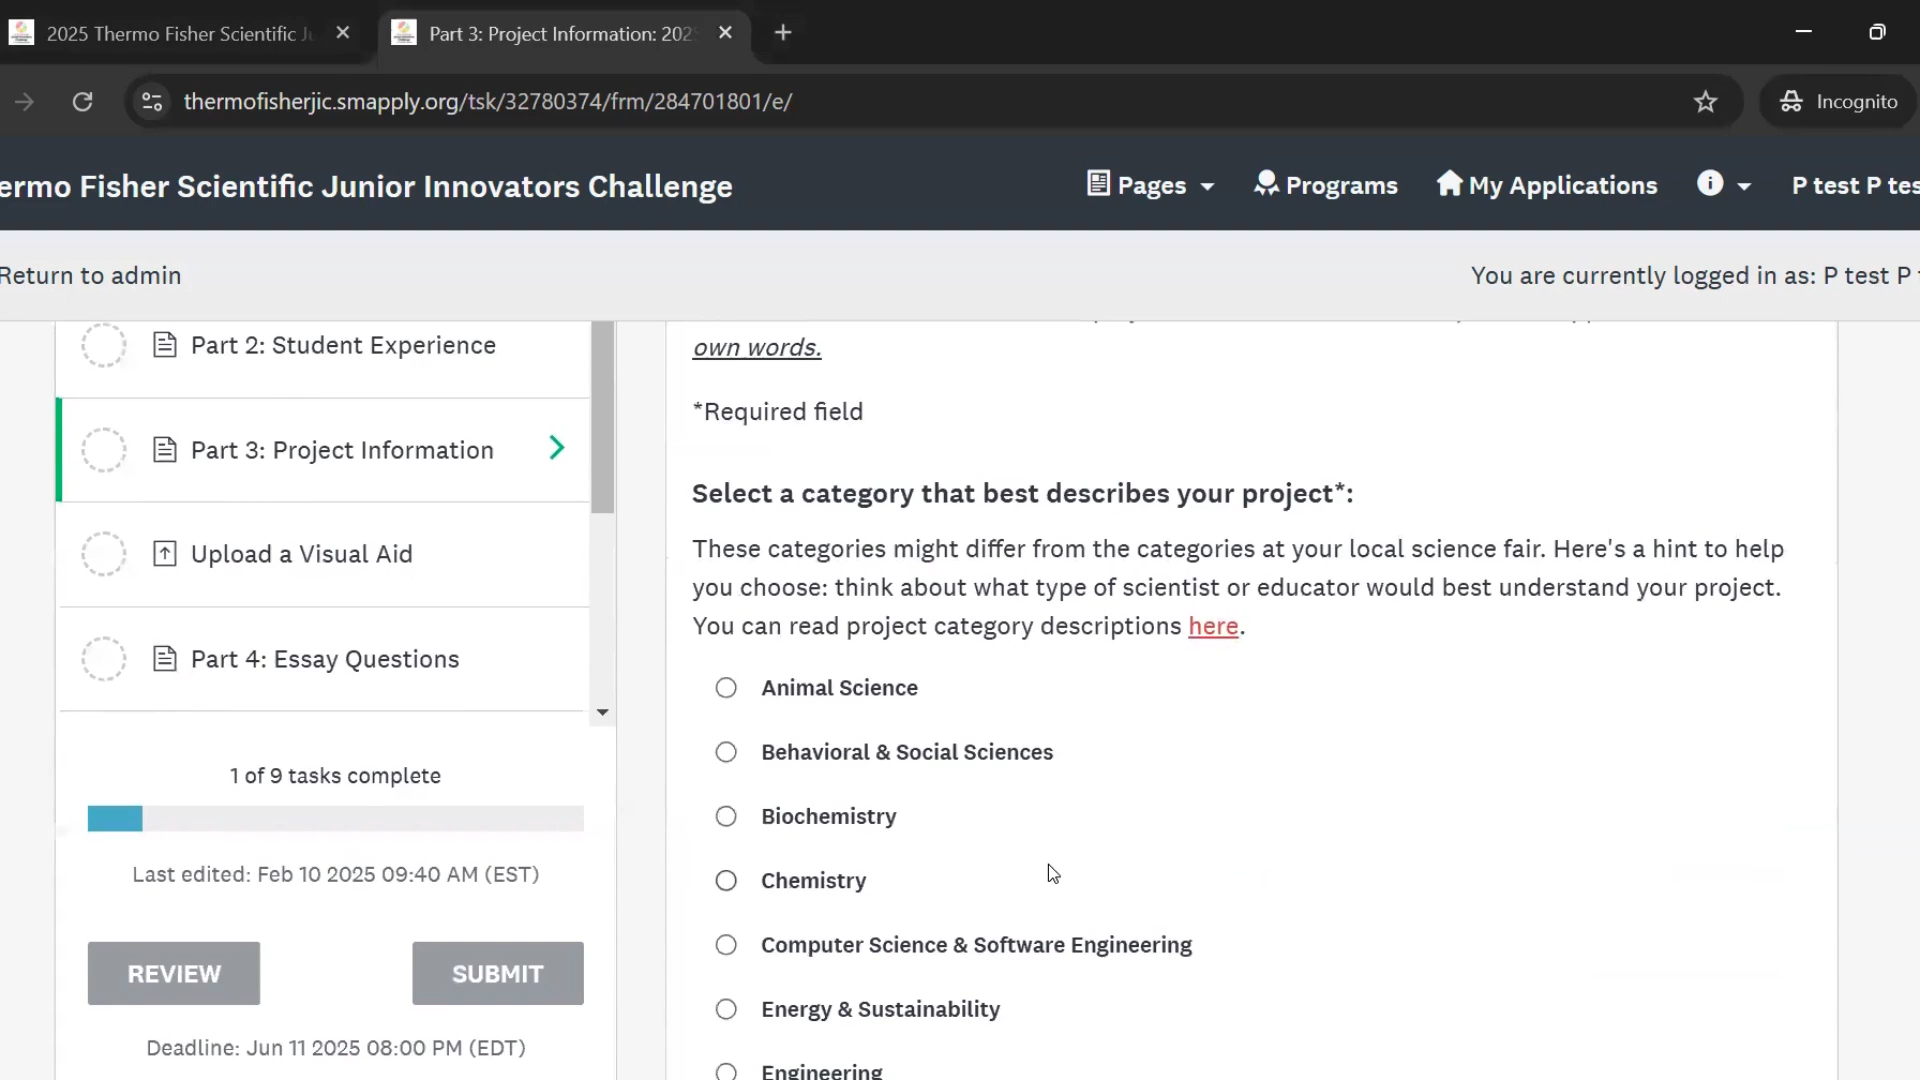 2025 Thermo Fisher Scientific
Part 3: Project Information: 202
thermofisherjic.smapply.org/tsk/32780374/frm/284701801/e/
Incognito
ermo Fisher Scientific Junior Innovators Challenge
Pages
Programs
My Applications
P test P tes
Return to admin
You are currently logged in as: P test P
Part 2: Student Experience
Part 3: Project Information
Upload a Visual Aid
Part 4: Essay Questions
1 of 9 tasks complete
Last edited: Feb 10 2025 09:40 AM (EST)
REVIEW
SUBMIT
Deadline: Jun 11 2025 08:00 PM (EDT)
own words.
*Required field
Select a category that best describes your project*:
These categories might differ from the categories at your local science fair. Here's a hint to help
you choose: think about what type of scientist or educator would best understand your project.
You can read project category descriptions here.
Animal Science
Behavioral & Social Sciences
Biochemistry
Chemistry
Computer Science & Software Engineering
Energy & Sustainability
Engineering